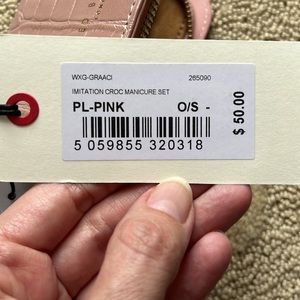 WXG-GRAACI 265090
IMITATION CROC MANICURE SET
PL-PINK O/S -
5 059855 320318
$ 50.00